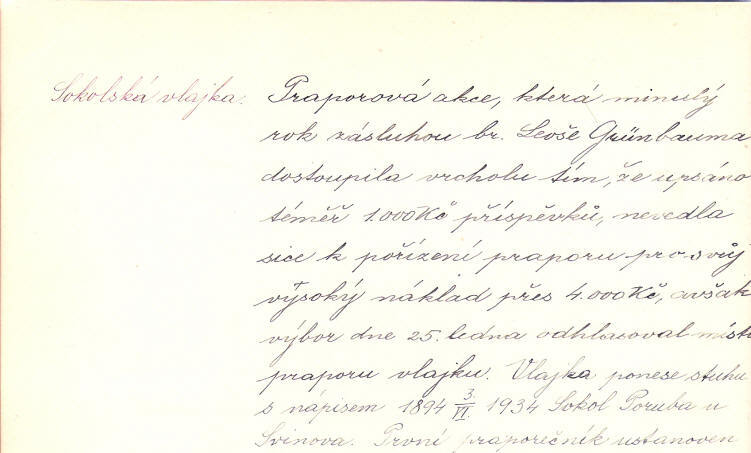 Sokolská vlajka.
Praporová akce, která minulý
rok zásluhou br. Leoše Grünbauma
dostoupila vrcholu tím, že upsáno
téměř 1.000 Kč příspěvků, nevedla
sice k pořízení praporu pro svůj
vysoký náklad přes 4.000 Kč, avšak
výbor dne 25. ledna odhlasoval místo
praporu vlajku. Vlajka ponese stuhu
s nápisem 1894 3./VI. 1934 Sokol Poruba u
Svinova. První praporečník ustanoven